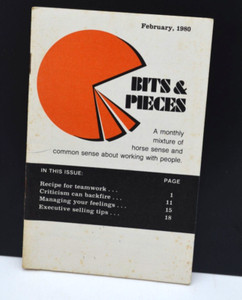 February, 1980
BITS &
PIECES
A monthly
mixture of
horse sense and
common sense about working with people.
IN THIS ISSUE: PAGE
Recipe for teamwork . . . 1
Criticism can backfire . . . 11
Managing your feelings . . . 15
Executive selling tips . . . 18